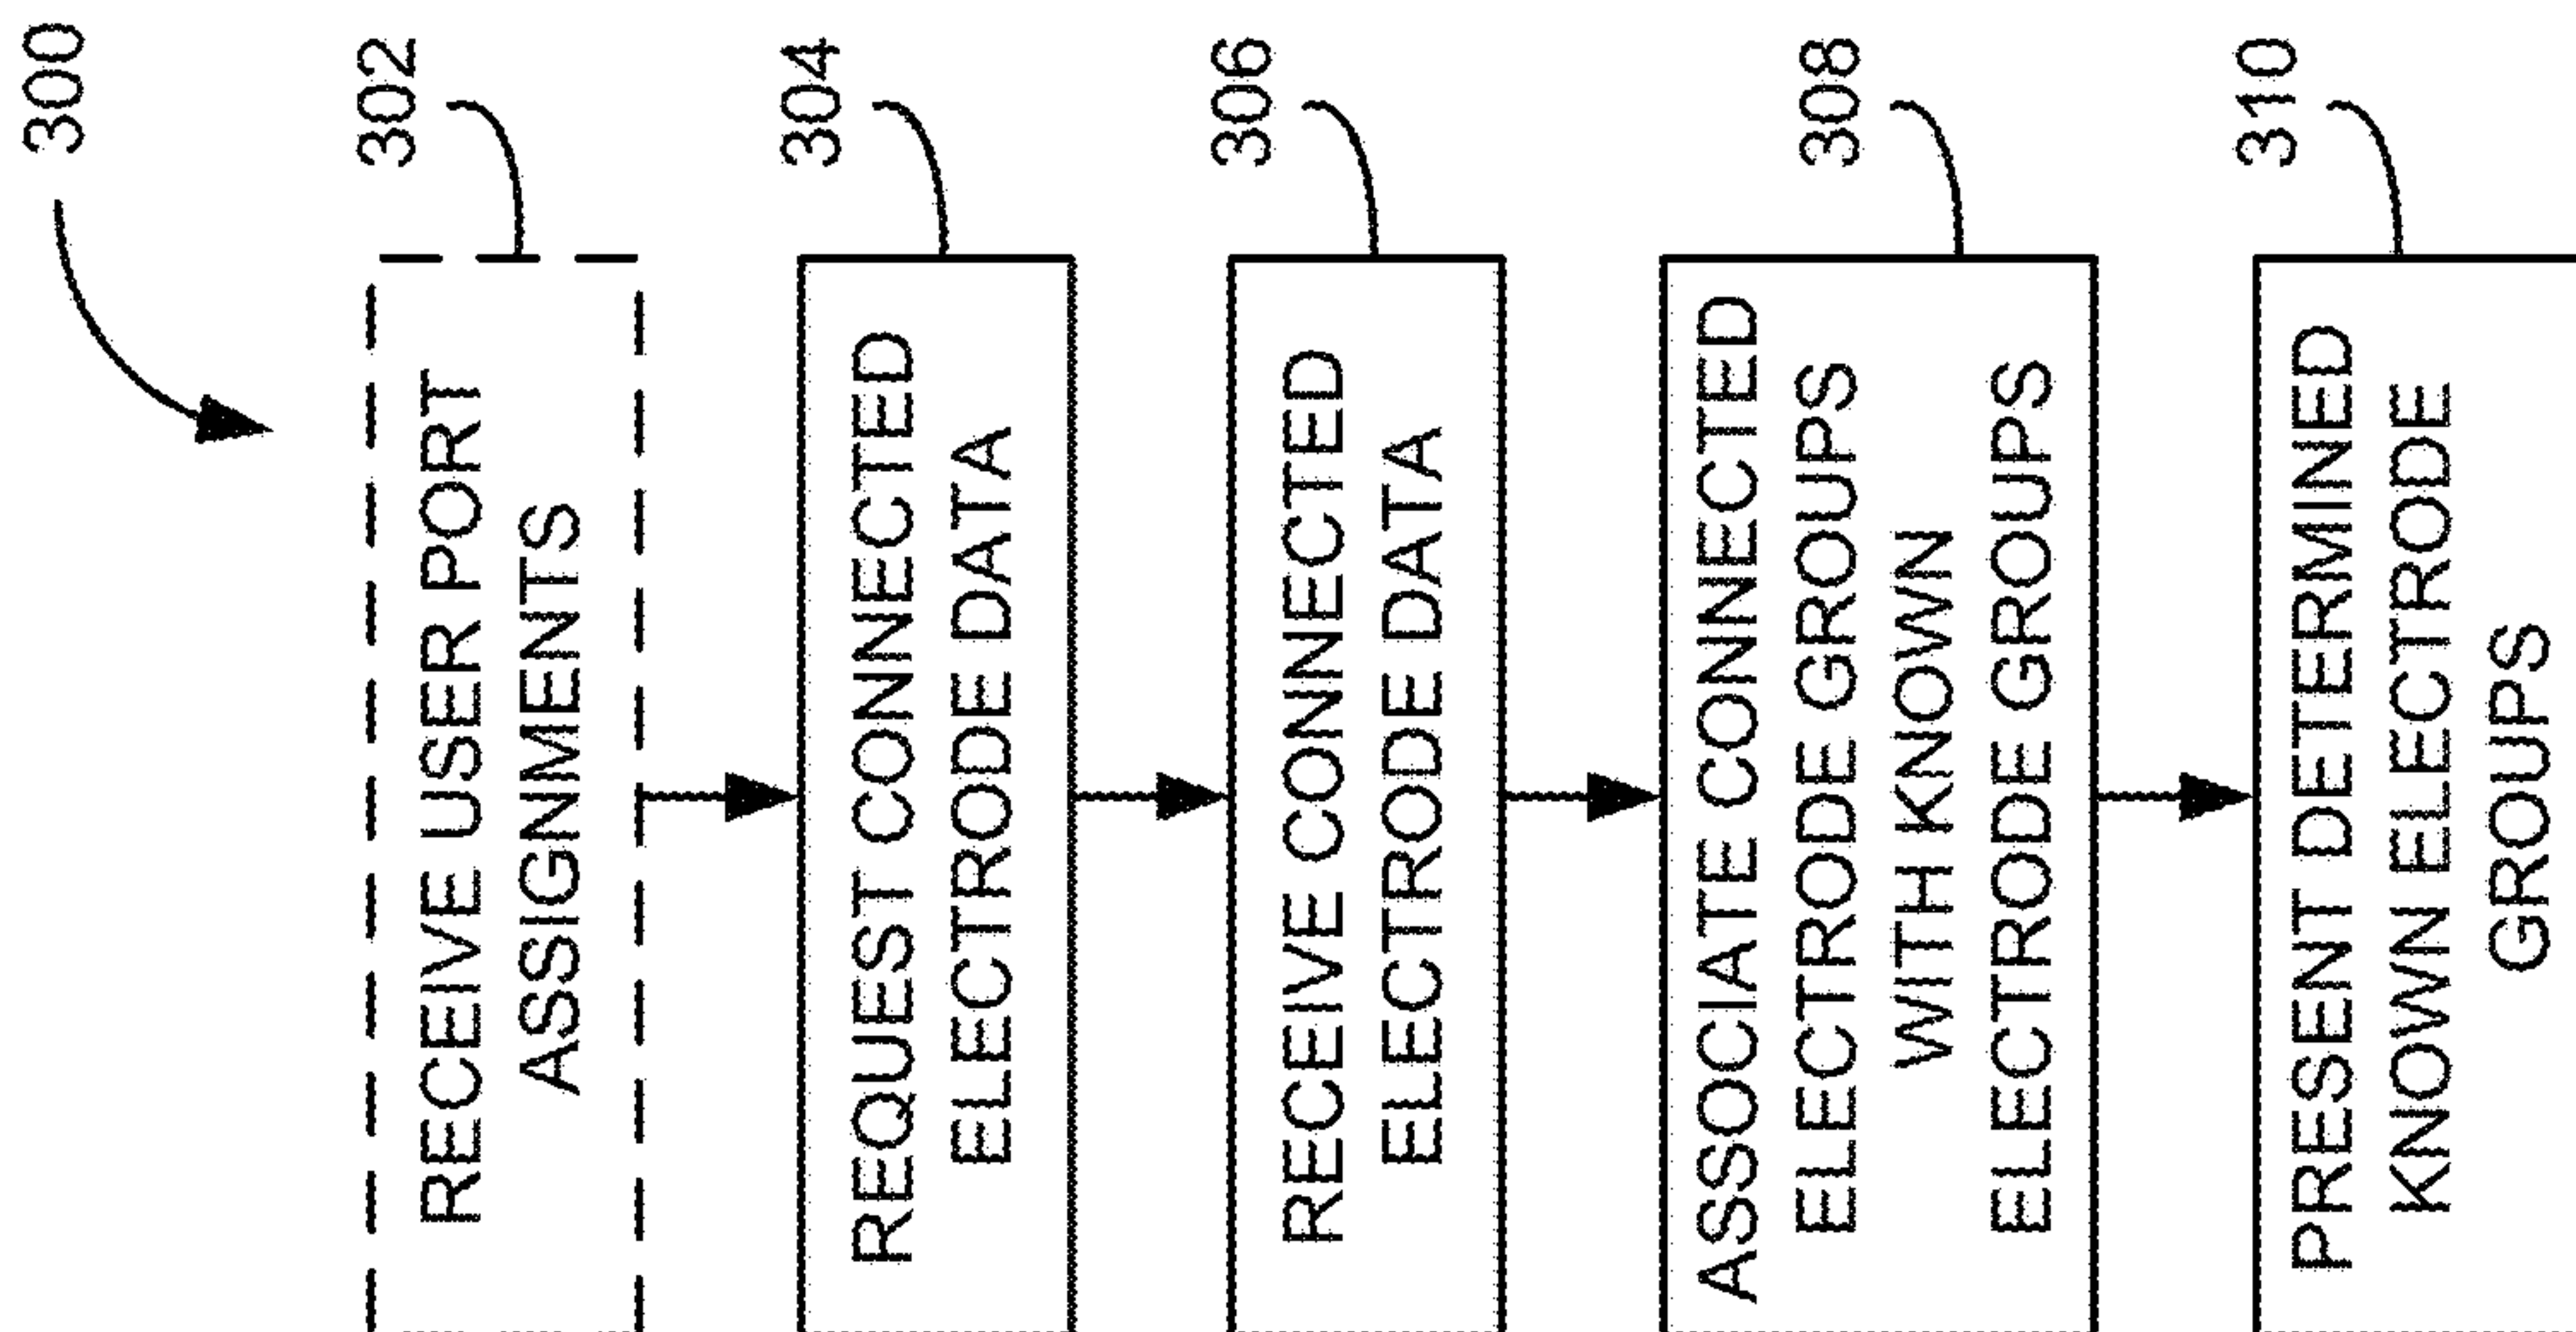 300
302
RECEIVE USER PORT
ASSIGNMENTS
304
REQUEST CONNECTED
ELECTRODE DATA
306
RECEIVE CONNECTED
ELECTRODE DATA
308
ASSOCIATE CONNECTED
ELECTRODE GROUPS
WITH KNOWN
ELECTRODE GROUPS
310
PRESENT DETERMINED
KNOWN ELECTRODE
GROUPS